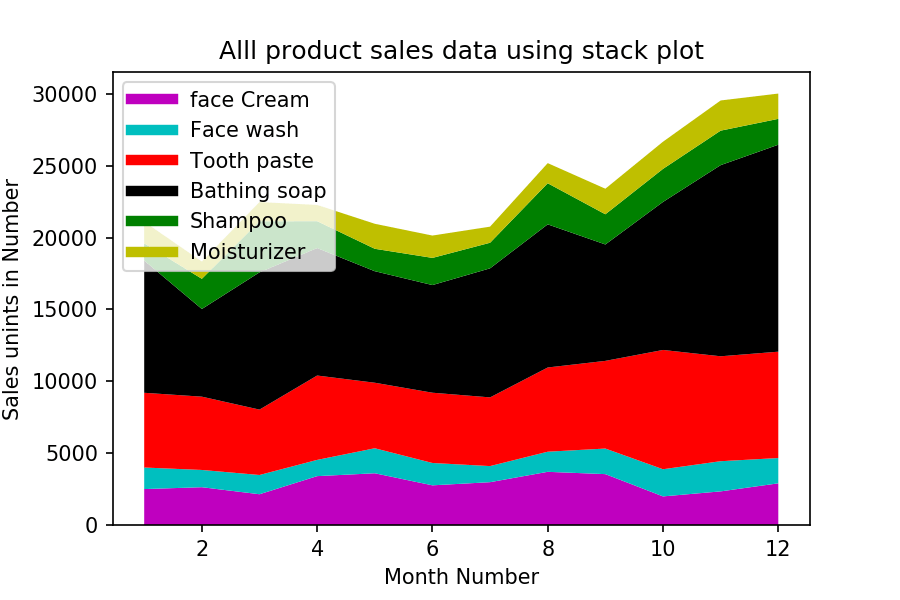 Alll product sales data using stack plot
face Cream
Face wash
Tooth paste
Bathing soap
Shampoo
Moisturizer
30000
25000
20000
15000
10000
5000
0
Sales unints in Number
2 4 6 8 10 12
Month Number